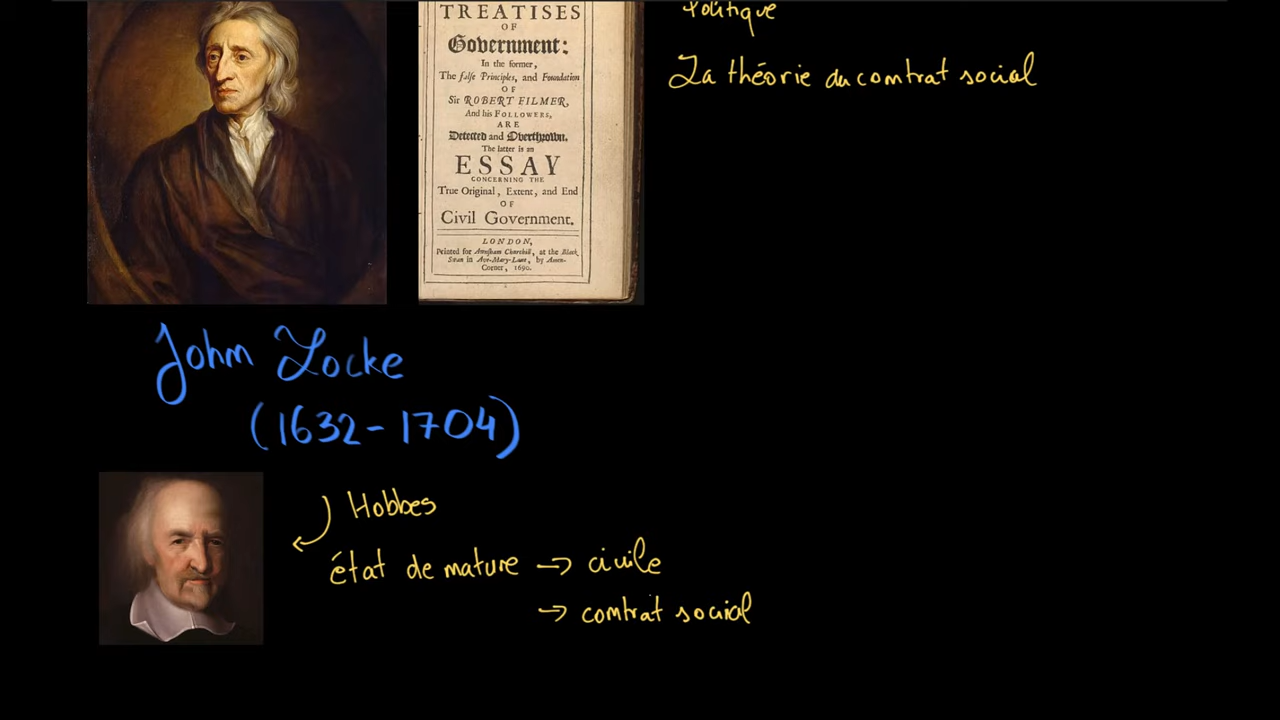 TREATISES
OF
Government:
In the former,
The false Principles, and Foundation
OF
Sir ROBERT FILMER,
And his FOLLOWERS,
ARE
Detected and Overthrown.
The latter is an
ESSAY
CONCERNING THE
True Original, Extent, and End
OF
Civil Government.
LONDON,
Printed for Awnsham Churchill, at the Black
Swan in Ave-Mary-Lane, by Amen-
Corner, 1690.
Politique
La théorie du contrat social
John Locke
(1632-1704)
Hobbes
état de nature → civile
→ contrat social